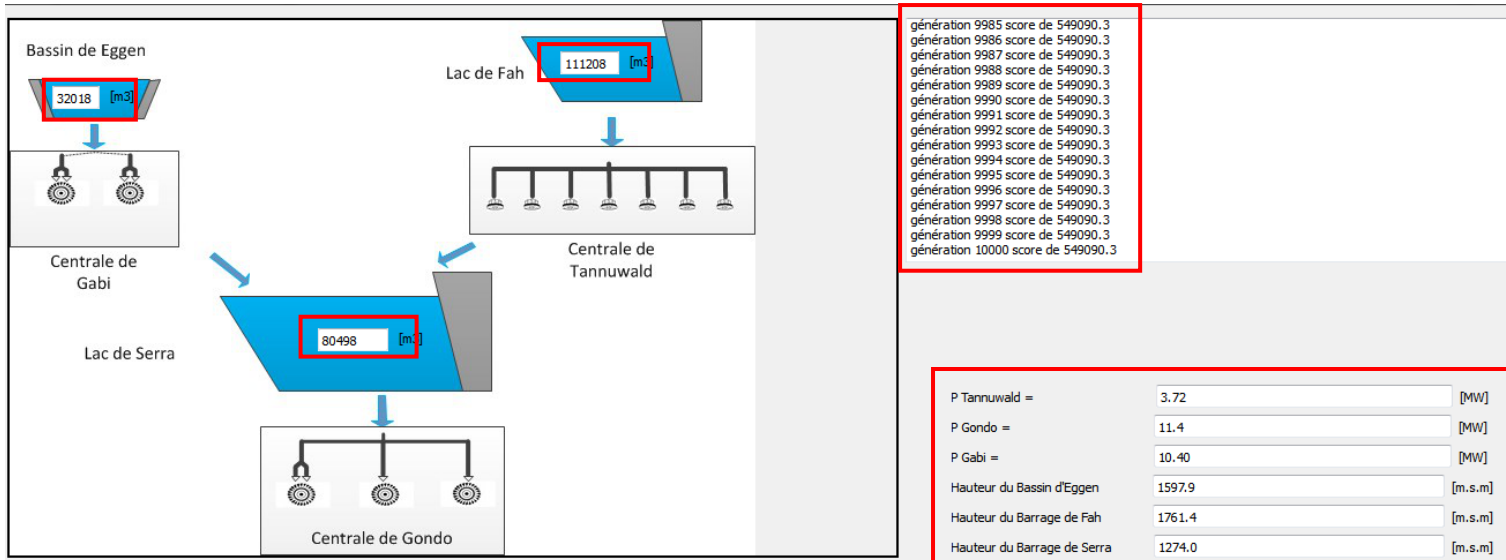 Bassin de Eggen
32018 [m3]
Lac de Fah
111208 [m3]
Centrale de
Gabi
Centrale de
Tannuwald
Lac de Serra
80498 [m3]
Centrale de Gondo
génération 9985 score de 549090.3
génération 9986 score de 549090.3
génération 9987 score de 549090.3
génération 9988 score de 549090.3
génération 9989 score de 549090.3
génération 9990 score de 549090.3
génération 9991 score de 549090.3
génération 9992 score de 549090.3
génération 9993 score de 549090.3
génération 9994 score de 549090.3
génération 9995 score de 549090.3
génération 9996 score de 549090.3
génération 9997 score de 549090.3
génération 9998 score de 549090.3
génération 9999 score de 549090.3
génération 10000 score de 549090.3
P Tannuwald = 3.72 [MW]
P Gondo = 11.4 [MW]
P Gabi = 10.40 [MW]
Hauteur du Bassin d'Eggen 1597.9 [m.s.m]
Hauteur du Barrage de Fah 1761.4 [m.s.m]
Hauteur du Barrage de Serra 1274.0 [m.s.m]